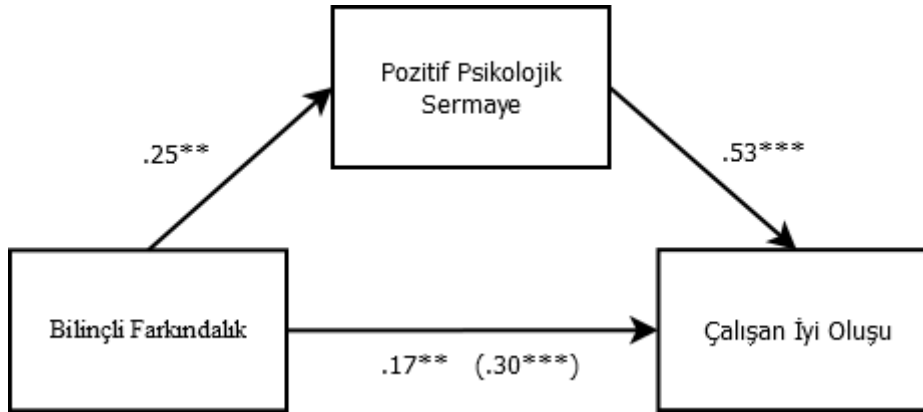 Pozitif Psikolojik
Sermaye
.25**
.53***
Bilinçli Farkındalık
Çalışan İyi Oluşu
.17** (.30***)